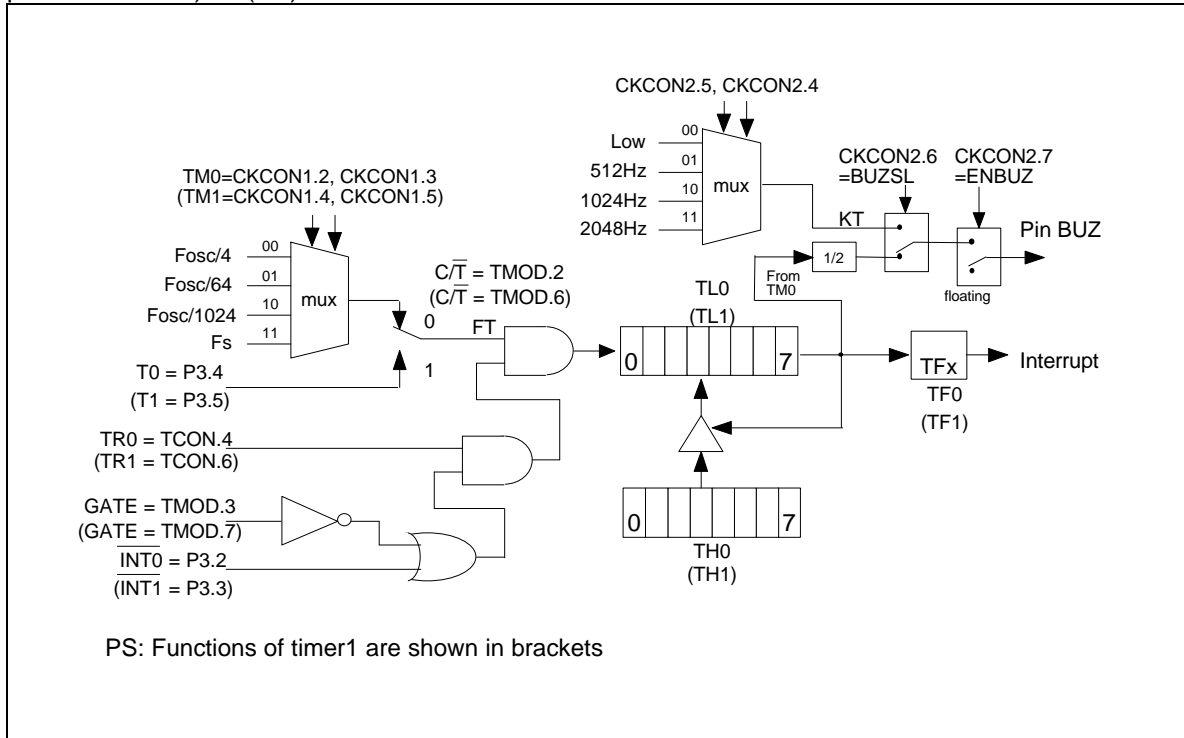 CKCON2.5, CKCON2.4
Low
512Hz
1024Hz
2048Hz
00
01
10
11
mux
KT
CKCON2.6
=BUZSL
CKCON2.7
=ENBUZ
Pin BUZ
1/2
From
TM0
floating
TM0=CKCON1.2, CKCON1.3
(TM1=CKCON1.4, CKCON1.5)
Fosc/4
Fosc/64
Fosc/1024
Fs
00
01
10
11
mux
C/T̅ = TMOD.2
(C/T̅ = TMOD.6)
0
FT
1
T0 = P3.4
(T1 = P3.5)
TL0
(TL1)
0 7
TFx
TF0
(TF1)
Interrupt
TR0 = TCON.4
(TR1 = TCON.6)
GATE = TMOD.3
(GATE = TMOD.7)
I̅N̅T̅0̅ = P3.2
(I̅N̅T̅1̅ = P3.3)
0 7
TH0
(TH1)
PS: Functions of timer1 are shown in brackets